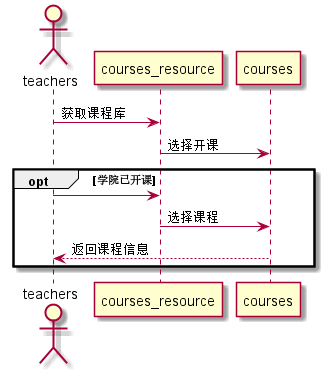 teachers
courses_resource
courses
获取课程库
选择开课
opt
[学院已开课]
选择课程
返回课程信息
teachers
courses_resource
courses